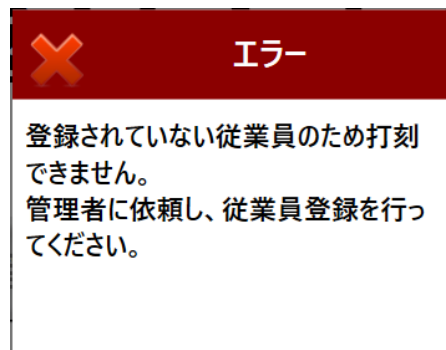 エラー
登録されていない従業員のため打刻
できません。
管理者に依頼し、従業員登録を行っ
てください。